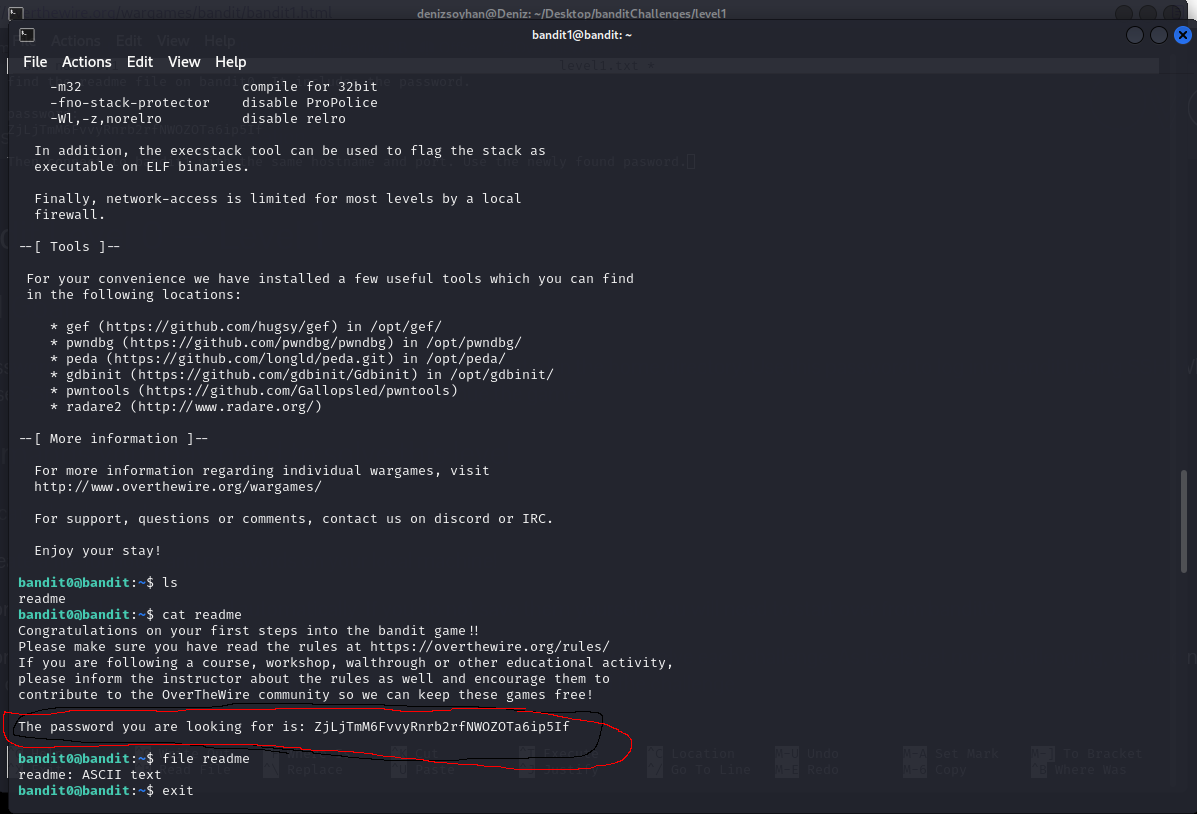 denizsoyhan@Deniz: ~/Desktop/banditChallenges/level1
bandit1@bandit: ~
File Actions Edit View Help
-m32 compile for 32bit
-fno-stack-protector disable ProPolice
-Wl,-z,norelro disable relro
In addition, the execstack tool can be used to flag the stack as
executable on ELF binaries.
Finally, network-access is limited for most levels by a local
firewall.
--[ Tools ]--
For your convenience we have installed a few useful tools which you can find
in the following locations:
* gef (https://github.com/hugsy/gef) in /opt/gef/
* pwndbg (https://github.com/pwndbg/pwndbg) in /opt/pwndbg/
* peda (https://github.com/longld/peda.git) in /opt/peda/
* gdbinit (https://github.com/gdbinit/Gdbinit) in /opt/gdbinit/
* pwntools (https://github.com/Gallopsled/pwntools)
* radare2 (http://www.radare.org/)
--[ More information ]--
For more information regarding individual wargames, visit
http://www.overthewire.org/wargames/
For support, questions or comments, contact us on discord or IRC.
Enjoy your stay!
bandit0@bandit:~$ ls
readme
bandit0@bandit:~$ cat readme
Congratulations on your first steps into the bandit game!!
Please make sure you have read the rules at https://overthewire.org/rules/
If you are following a course, workshop, walthrough or other educational activity,
please inform the instructor about the rules as well and encourage them to
contribute to the OverTheWire community so we can keep these games free!
The password you are looking for is: ZjLjTmM6FvvyRnrb2rfNWOZOTa6ip5If
bandit0@bandit:~$ file readme
readme: ASCII text
bandit0@bandit:~$ exit